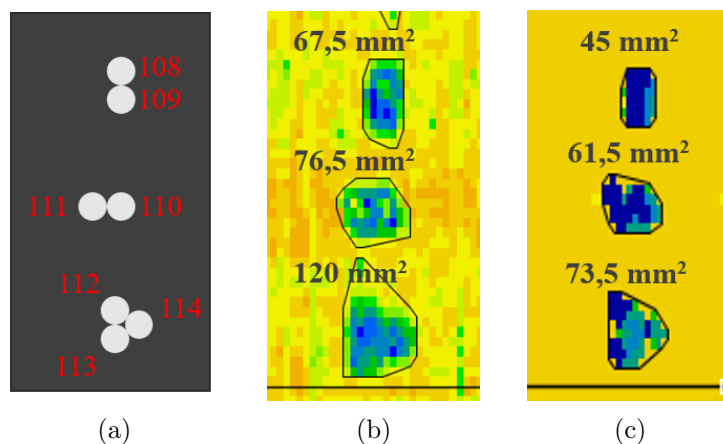 108
109
111
110
112
114
113
67,5 mm²
76,5 mm²
120 mm²
45 mm²
61,5 mm²
73,5 mm²
(a)
(b)
(c)